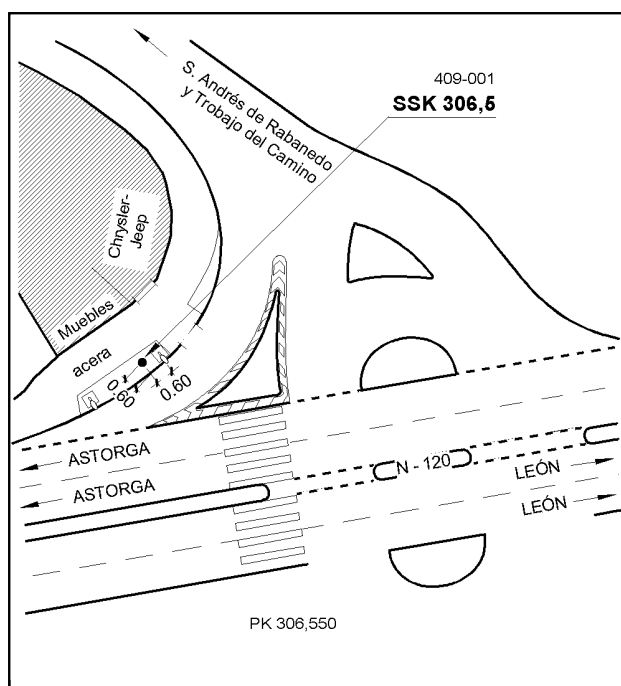 409-001
SSK 306,5
S. Andrés de Rabanedo
y Trobajo del Camino
Chrysler-
Jeep
Muebles
acera
0.60
0.60
ASTORGA
ASTORGA
N - 120
LEÓN
LEÓN
PK 306,550